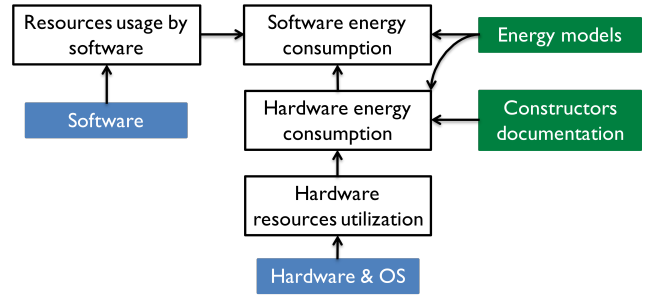 Resources usage by
software
Software energy
consumption
Energy models
Software
Hardware energy
consumption
Constructors
documentation
Hardware
resources utilization
Hardware & OS